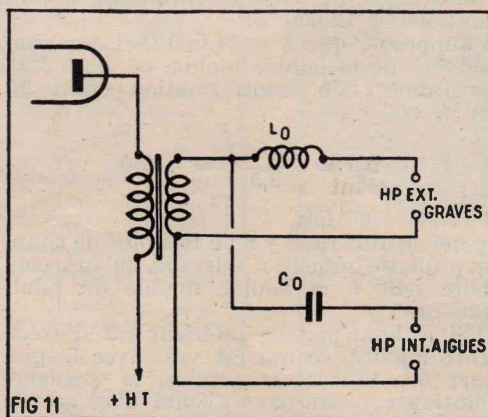 L0
HP EXT.
GRAVES
C0
HP INT. AIGUES
+ HT
FIG 11